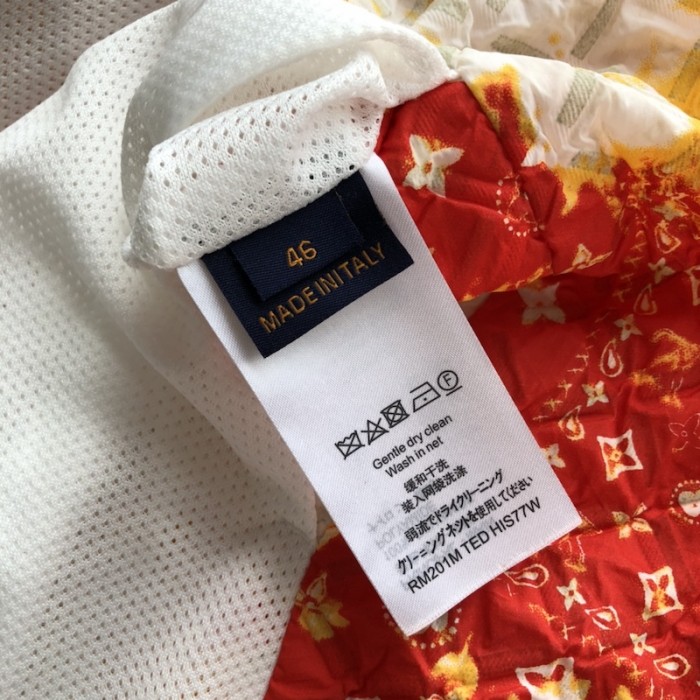 46
MADE IN ITALY
Gentle dry clean
Wash in net
缓和干洗
装入网袋洗涤
弱流でドライクリーニング
クリーニングネットを使用してください
RM201M TED HIS77W